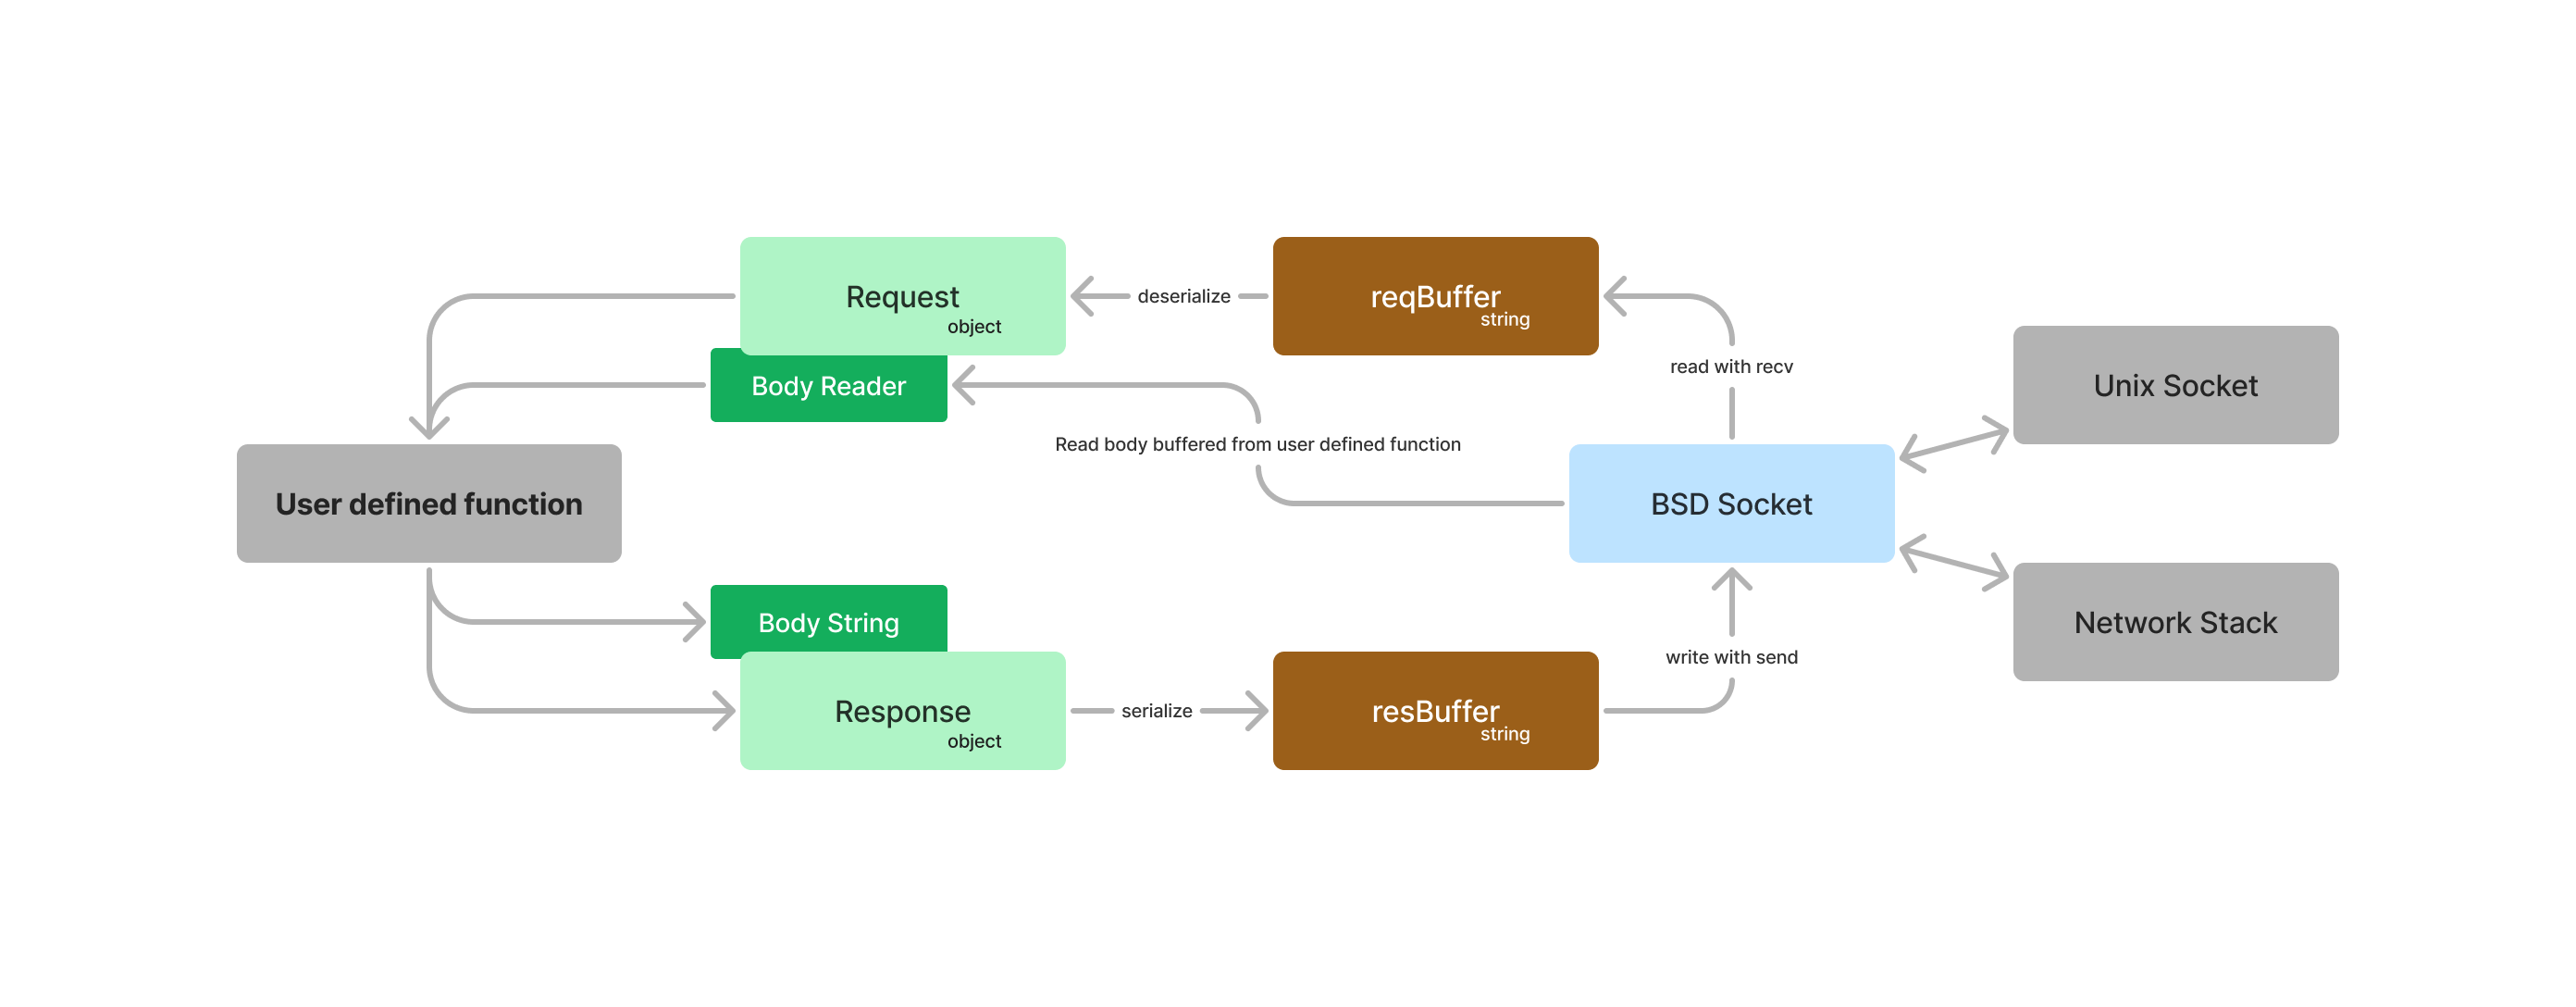 Request
object
deserialize
reqBuffer
string
read with recv
Unix Socket
Body Reader
Read body buffered from user defined function
User defined function
BSD Socket
Body String
Network Stack
write with send
Response
object
serialize
resBuffer
string